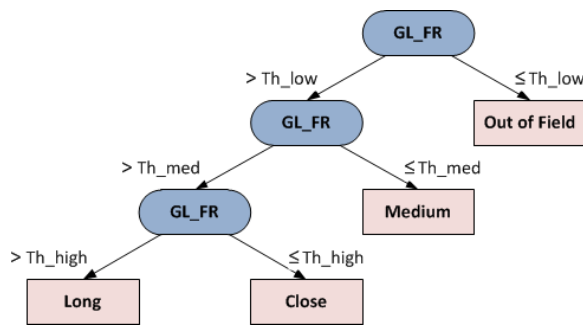 GL_FR
> Th_low
≤ Th_low
GL_FR
Out of Field
> Th_med
≤Th_med
GL_FR
Medium
> Th_high
≤ Th_high
Long
Close